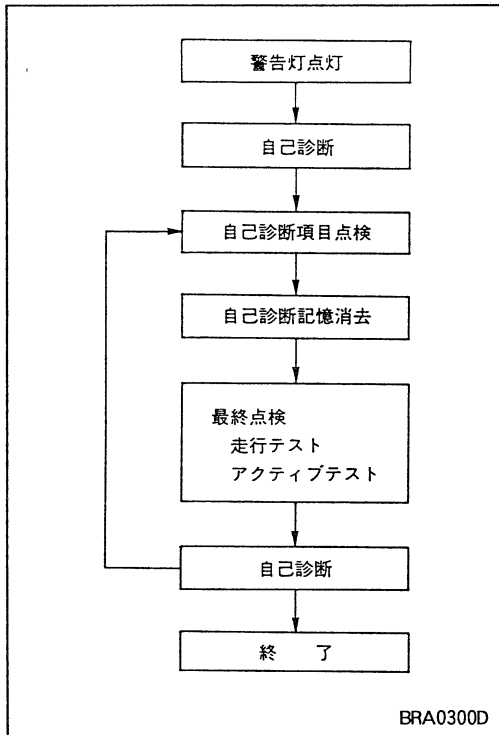 警告灯点灯
自己診断
自己診断項目点検
自己診断記憶消去
最終点検
走行テスト
アクティブテスト
自己診断
終　了
BRA0300D